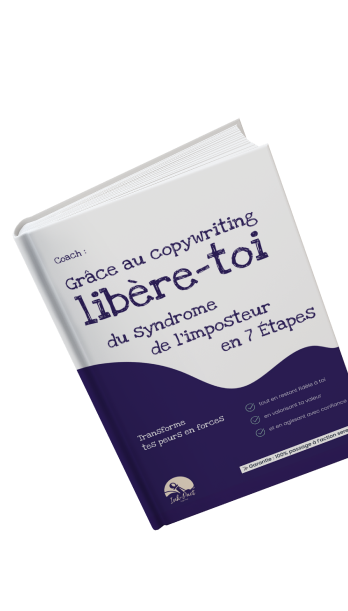 Coach :
Grâce au copywriting
libère-toi
du Syndrome
de l'imposteur
en 7 Étapes
Transforme
tes peurs en forces
tout en restant fidèle à toi
en valorisant ta valeur
et en agissant avec confiance
> Garantie : 100% passage à l'action sans